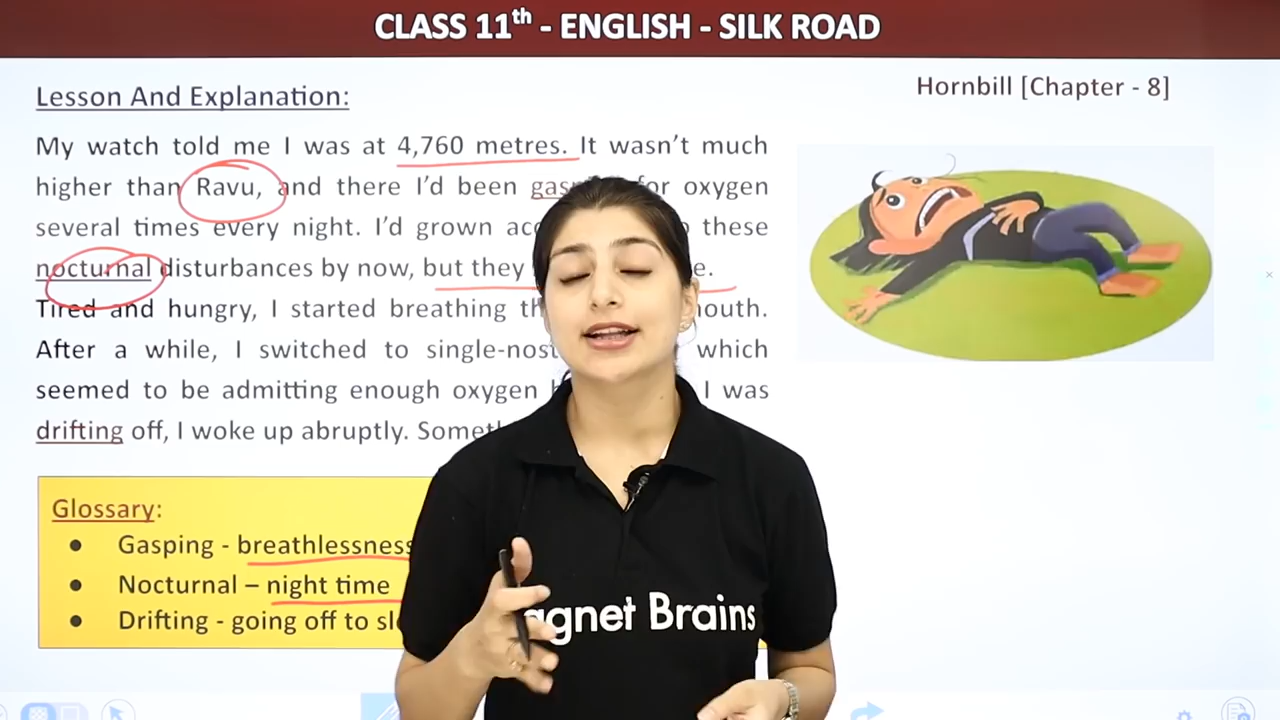 CLASS 11th - ENGLISH - SILK ROAD
Hornbill [Chapter - 8]
Lesson And Explanation:
My watch told me I was at 4,760 metres. It wasn’t much
higher than Ravu, and there I’d been for oxygen
several times every night. I’d grown these
nocturnal disturbances by now, but they
Tired and hungry, I started breathing
After a while, I switched to which
seemed to be admitting enough oxygen I was
drifting off, I woke up abruptly.
Glossary:
Gasping - breathlessness
Nocturnal – night time
Drifting - going off to
agnet Brains